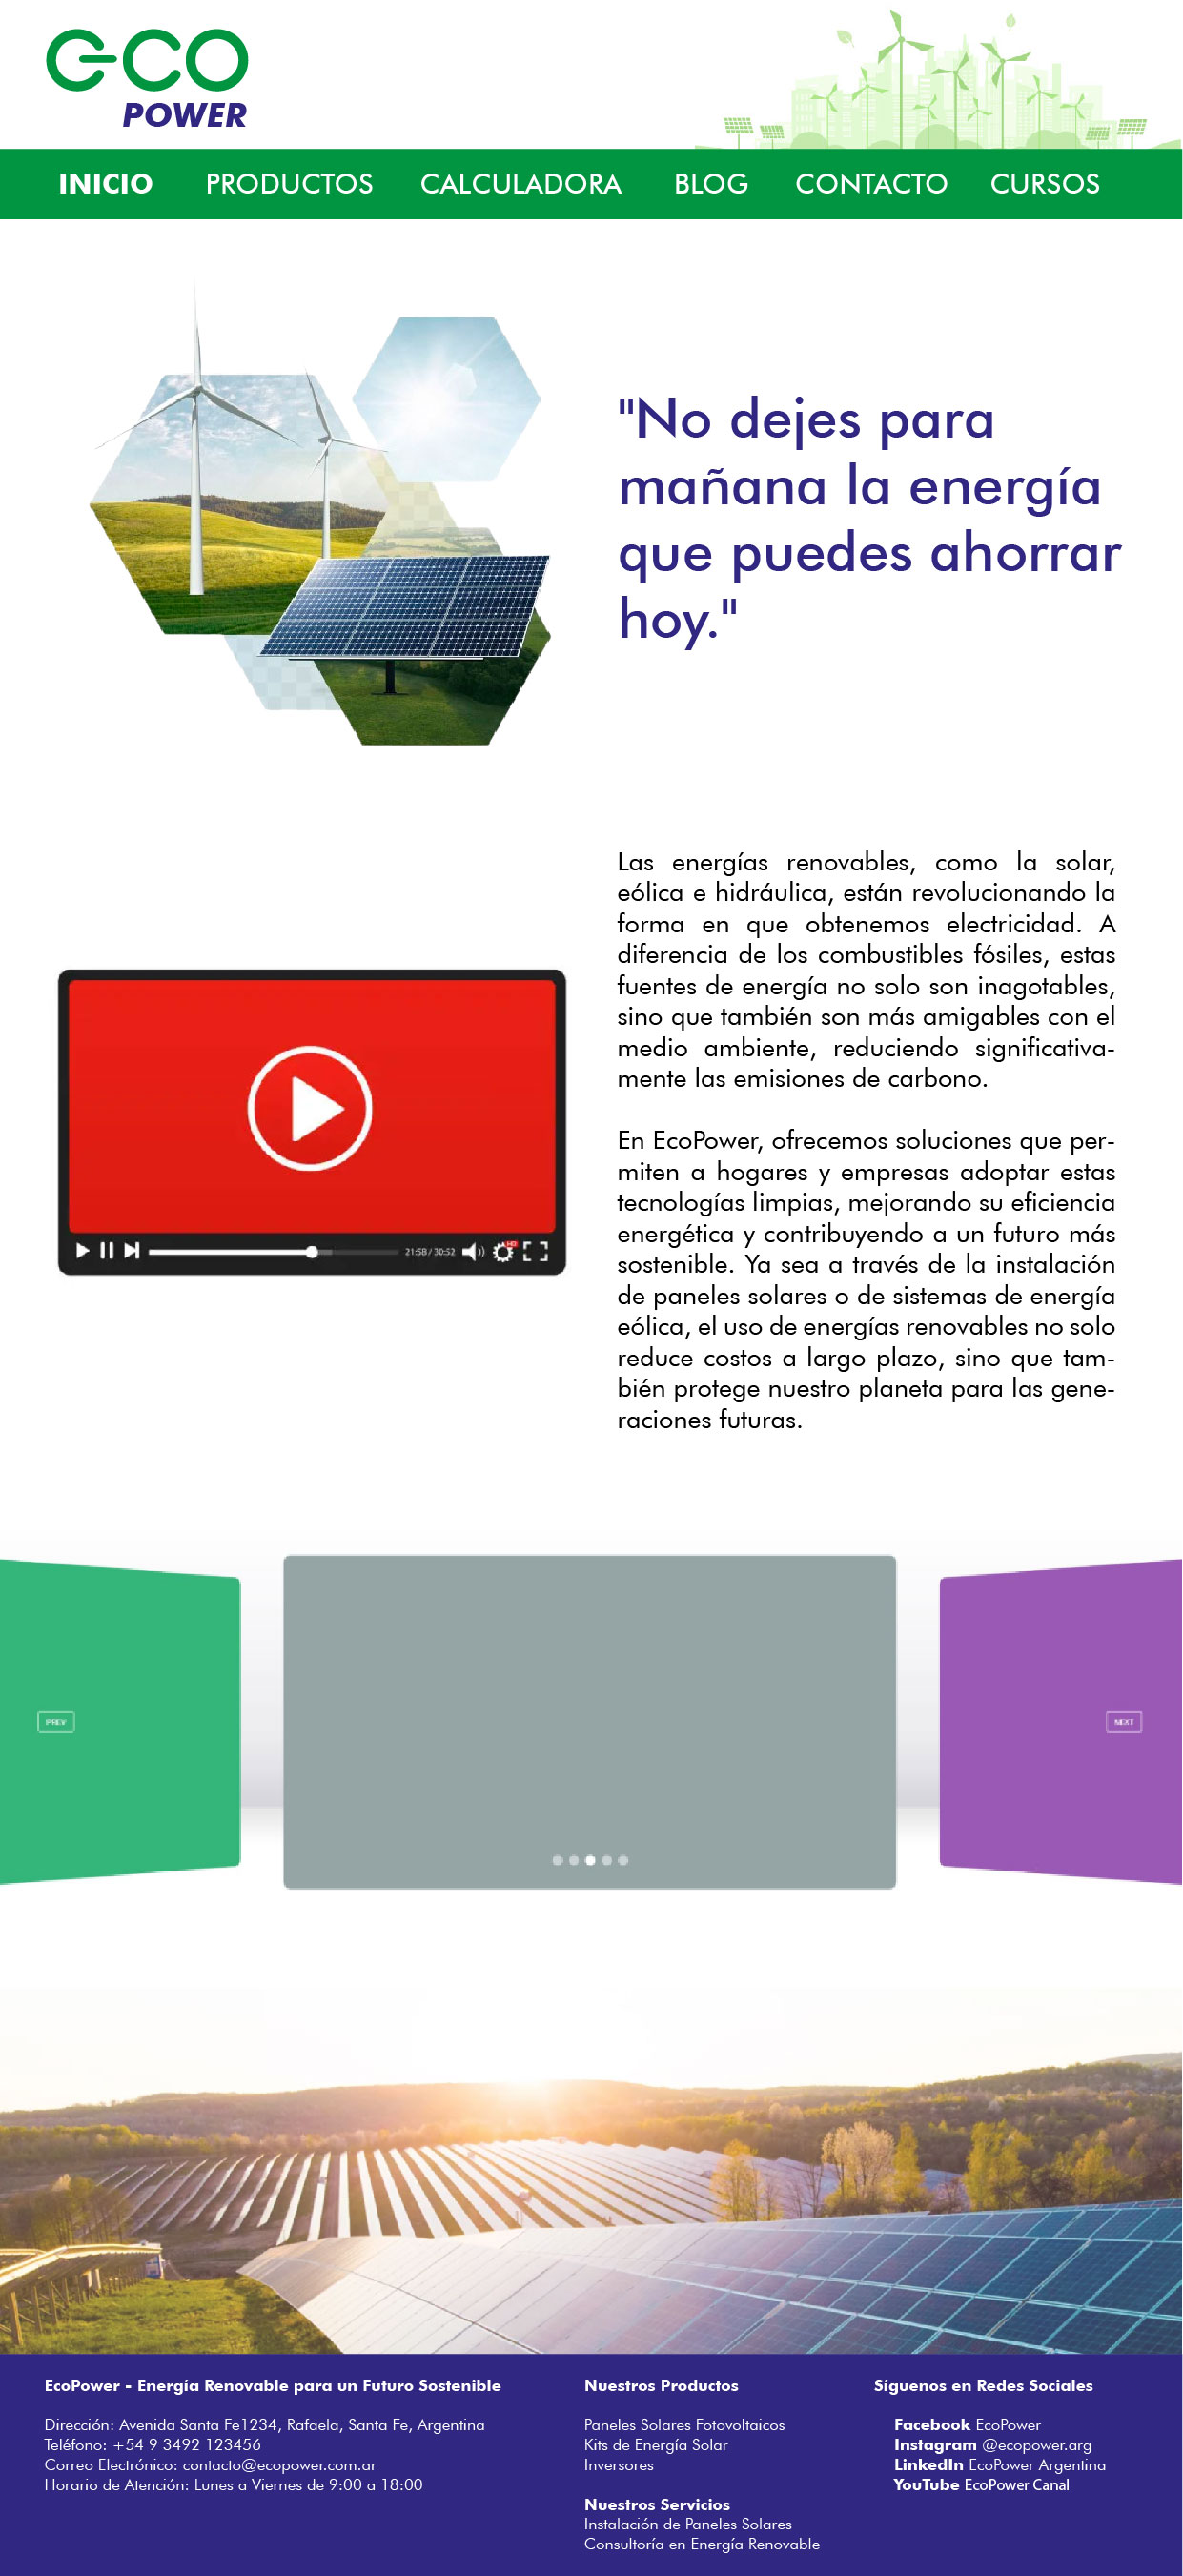 eco
POWER
INICIO PRODUCTOS CALCULADORA BLOG CONTACTO CURSOS
"No dejes para
mañana la energía
que puedes ahorrar
hoy."
Las energías renovables, como la solar,
eólica e hidráulica, están revolucionando la
forma en que obtenemos electricidad. A
diferencia de los combustibles fósiles, estas
fuentes de energía no solo son inagotables,
sino que también son más amigables con el
medio ambiente, reduciendo significativa-
mente las emisiones de carbono.
En EcoPower, ofrecemos soluciones que per-
miten a hogares y empresas adoptar estas
tecnologías limpias, mejorando su eficiencia
energética y contribuyendo a un futuro más
sostenible. Ya sea a través de la instalación
de paneles solares o de sistemas de energía
eólica, el uso de energías renovables no solo
reduce costos a largo plazo, sino que tam-
bién protege nuestro planeta para las gene-
raciones futuras.
21:58 / 30:52
HD
PREV
NEXT
EcoPower - Energía Renovable para un Futuro Sostenible
Dirección: Avenida Santa Fe1234, Rafaela, Santa Fe, Argentina
Teléfono: +54 9 3492 123456
Correo Electrónico: contacto@ecopower.com.ar
Horario de Atención: Lunes a Viernes de 9:00 a 18:00
Nuestros Productos
Paneles Solares Fotovoltaicos
Kits de Energía Solar
Inversores
Nuestros Servicios
Instalación de Paneles Solares
Consultoría en Energía Renovable
Síguenos en Redes Sociales
Facebook EcoPower
Instagram @ecopower.arg
LinkedIn EcoPower Argentina
YouTube EcoPower Canal